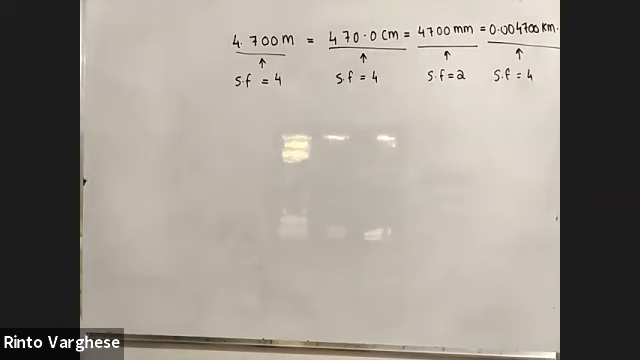 4.700 m = 470.0 cm = 4700 mm = 0.004700 km.
↑ ↑ ↑ ↑
S.f = 4 S.f = 4 S.f = 2 S.f = 4
Rinto Varghese